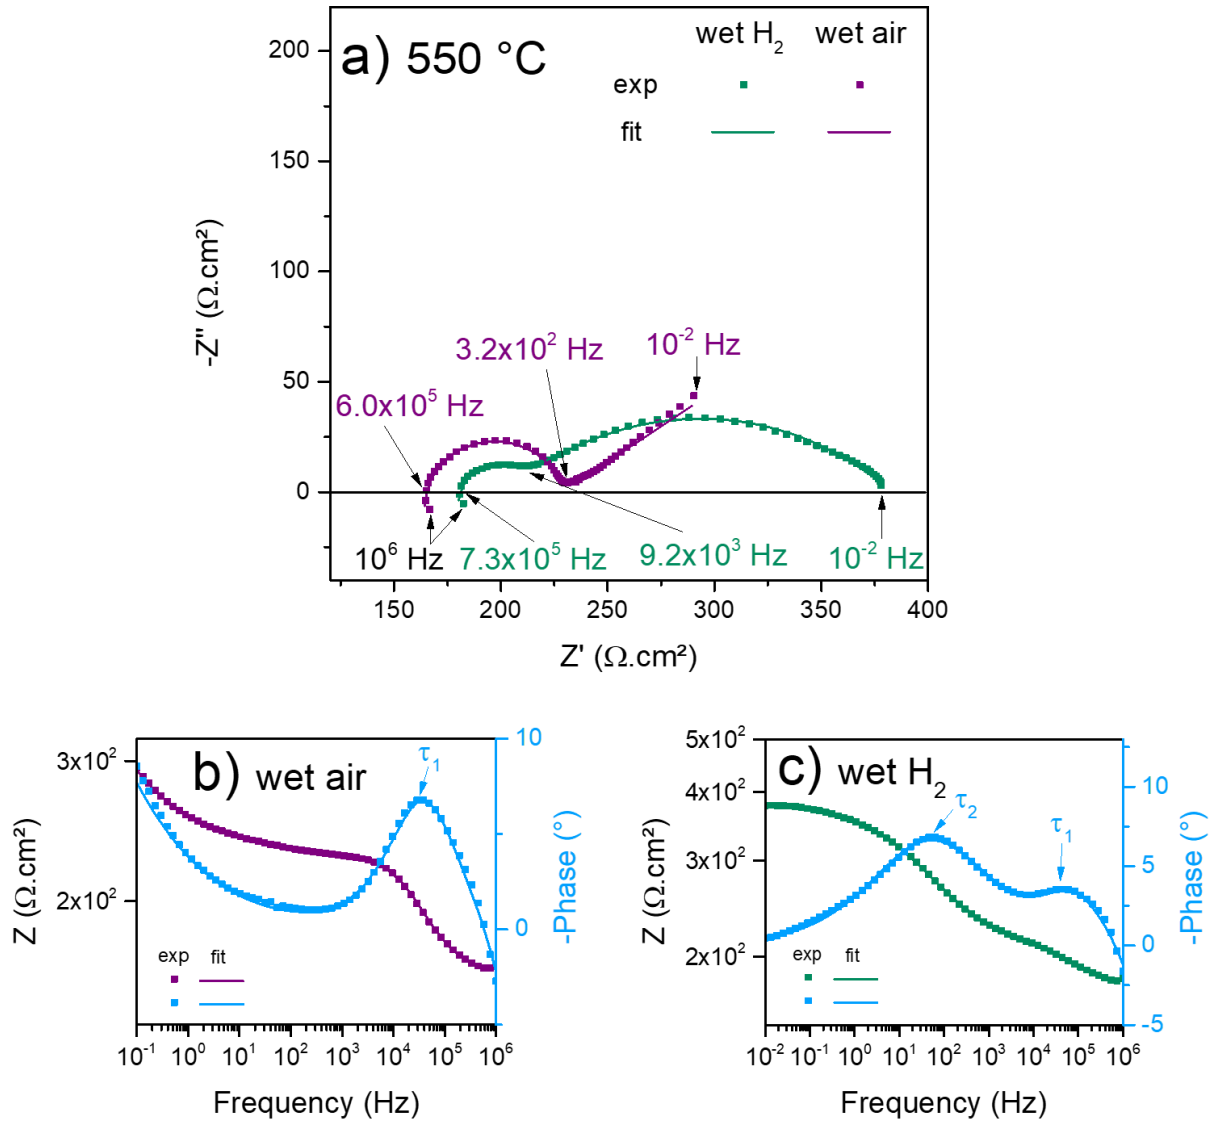 a) 550 °C
wet H2 wet air
exp
fit
200
150
100
50
0
-Z" (Ω.cm²)
3.2x10² Hz
10⁻² Hz
6.0x10⁵ Hz
10⁶ Hz
7.3x10⁵ Hz
9.2x10³ Hz
10⁻² Hz
150 200 250 300 350 400
Z' (Ω.cm²)
b) wet air
τ1
3x10²
2x10²
Z (Ω.cm²)
10
0
-Phase (°)
exp fit
10⁻¹ 10⁰ 10¹ 10² 10³ 10⁴ 10⁵ 10⁶
Frequency (Hz)
c) wet H2
τ2
τ1
5x10²
4x10²
3x10²
2x10²
Z (Ω.cm²)
10
5
0
-5
-Phase (°)
exp fit
10⁻² 10⁻¹ 10⁰ 10¹ 10² 10³ 10⁴ 10⁵ 10⁶
Frequency (Hz)